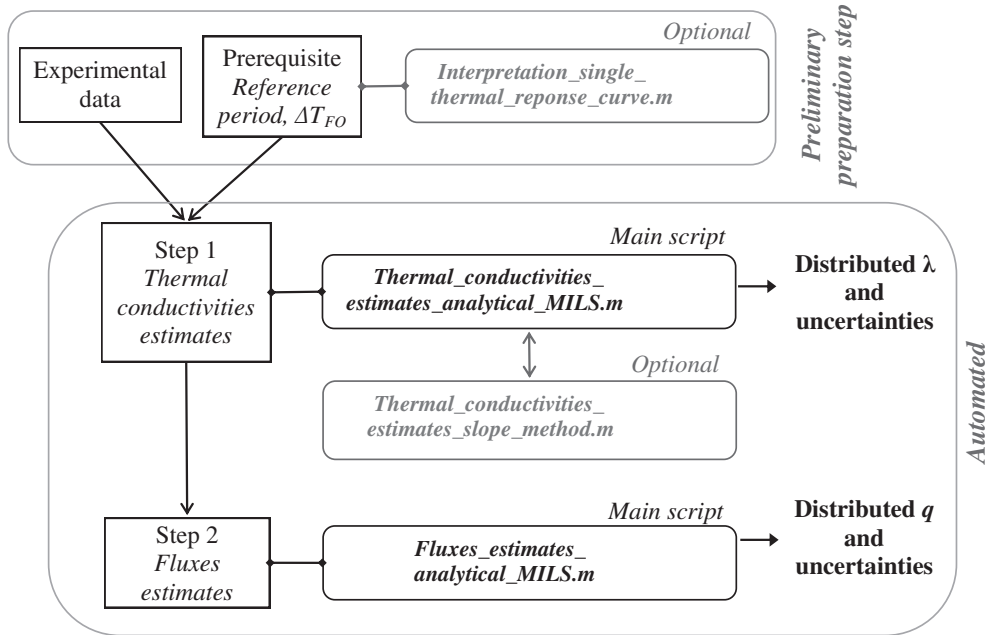 Optional
Experimental
data
Prerequisite
Reference
period, ΔT_FO
Interpretation_single_
thermal_reponse_curve.m
Preliminary
preparation step
Step 1
Thermal
conductivities
estimates
Main script
Thermal_conductivities_
estimates_analytical_MILS.m
Distributed λ
and
uncertainties
Optional
Thermal_conductivities_
estimates_slope_method.m
Automated
Step 2
Fluxes
estimates
Main script
Fluxes_estimates_
analytical_MILS.m
Distributed q
and
uncertainties